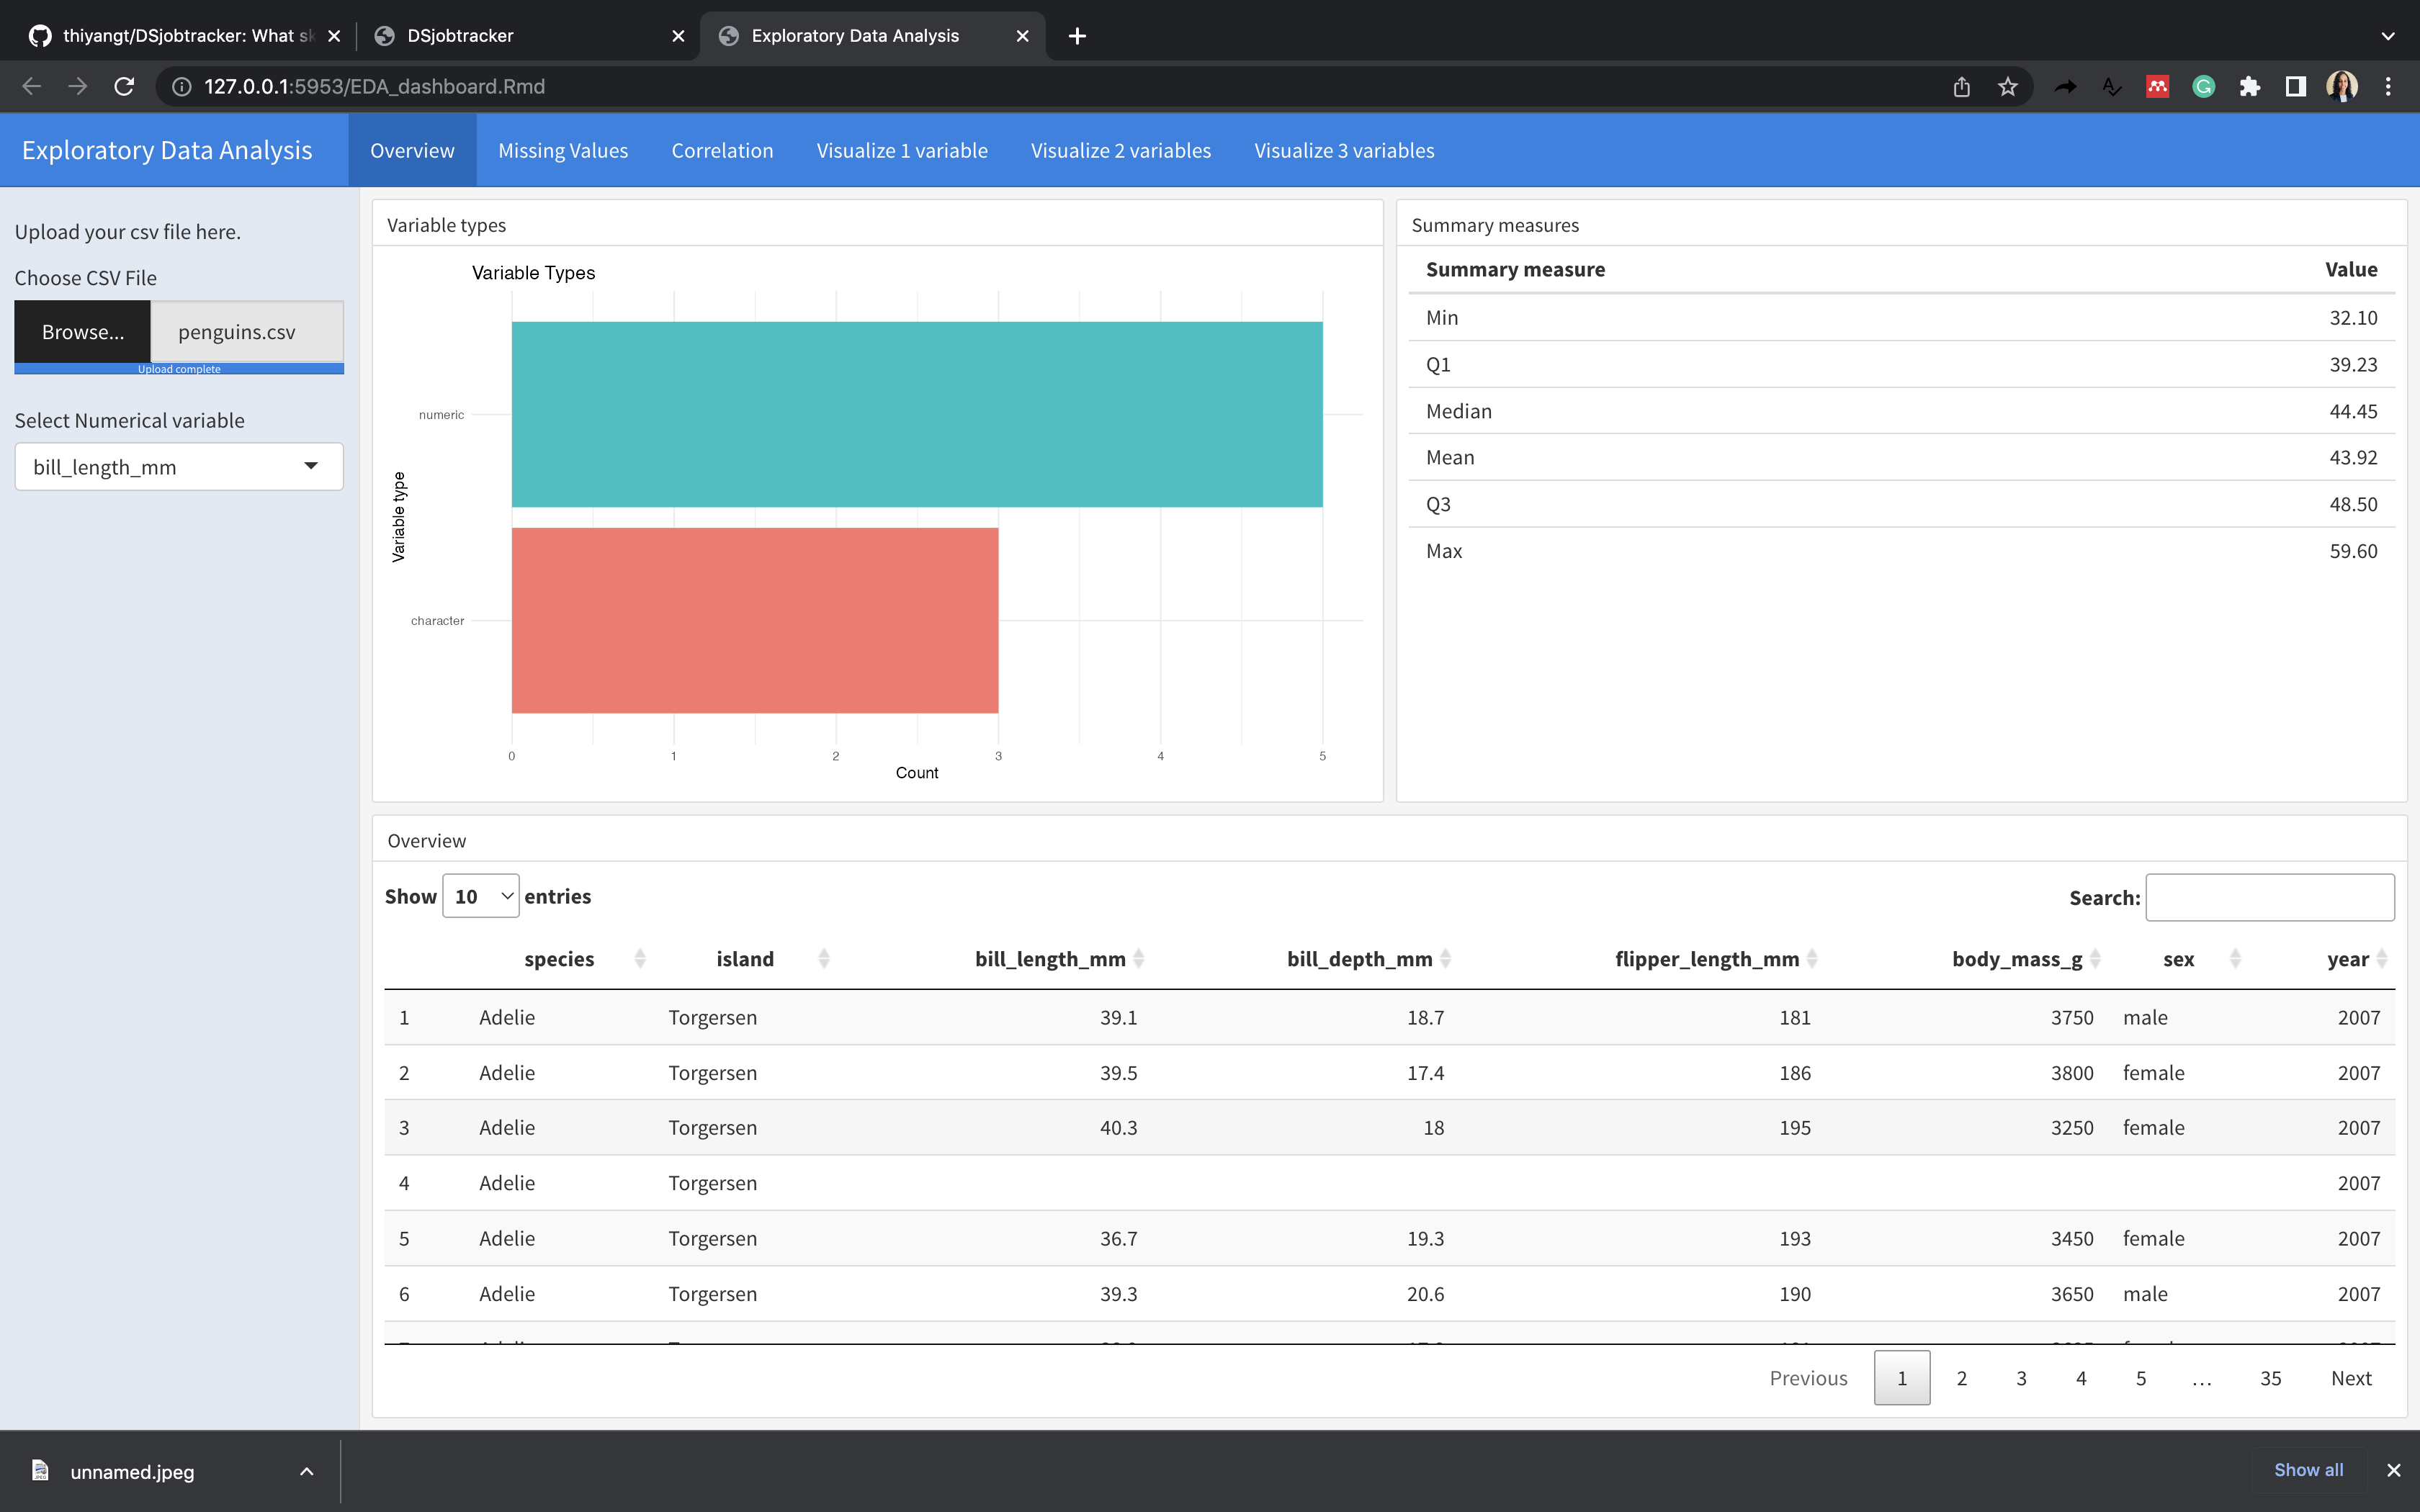 thiyangt/DSjobtracker: What sk
DSjobtracker
Exploratory Data Analysis
127.0.0.1:5953/EDA_dashboard.Rmd
Exploratory Data Analysis
Overview
Missing Values
Correlation
Visualize 1 variable
Visualize 2 variables
Visualize 3 variables
Upload your csv file here.
Choose CSV File
Browse... penguins.csv
Upload complete
Select Numerical variable
bill_length_mm
Variable types
Variable Types
numeric
character
Variable type
0 1 2 3 4 5
Count
Summary measures
Summary measure Value
Min 32.10
Q1 39.23
Median 44.45
Mean 43.92
Q3 48.50
Max 59.60
Overview
Show 10 entries
Search:
species island bill_length_mm bill_depth_mm flipper_length_mm body_mass_g sex year
1 Adelie Torgersen 39.1 18.7 181 3750 male 2007
2 Adelie Torgersen 39.5 17.4 186 3800 female 2007
3 Adelie Torgersen 40.3 18 195 3250 female 2007
4 Adelie Torgersen 2007
5 Adelie Torgersen 36.7 19.3 193 3450 female 2007
6 Adelie Torgersen 39.3 20.6 190 3650 male 2007
Previous 1 2 3 4 5 ... 35 Next
unnamed.jpeg
Show all